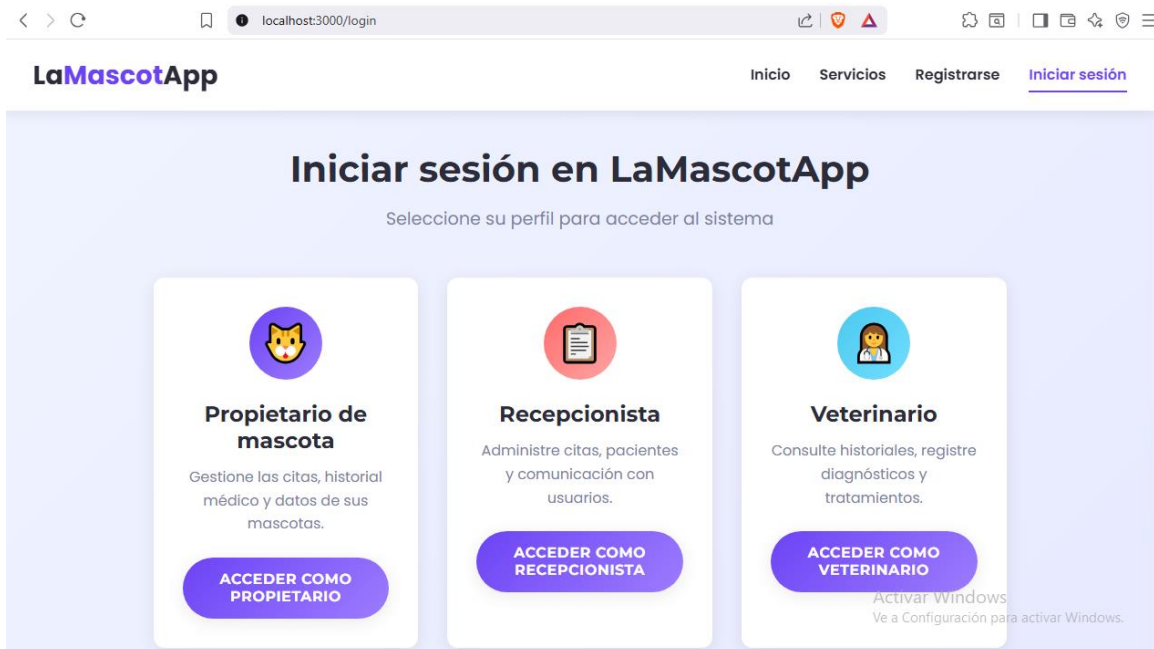 localhost:3000/login
LaMascotApp
Inicio Servicios Registrarse Iniciar sesión
Iniciar sesión en LaMascotApp
Seleccione su perfil para acceder al sistema
Propietario de
mascota
Gestione las citas, historial
médico y datos de sus
mascotas.
ACCEDER COMO
PROPIETARIO
Recepcionista
Administre citas, pacientes
y comunicación con
usuarios.
ACCEDER COMO
RECEPCIONISTA
Veterinario
Consulte historiales, registre
diagnósticos y
tratamientos.
ACCEDER COMO
VETERINARIO
Activar Windows
Ve a Configuración para activar Windows.